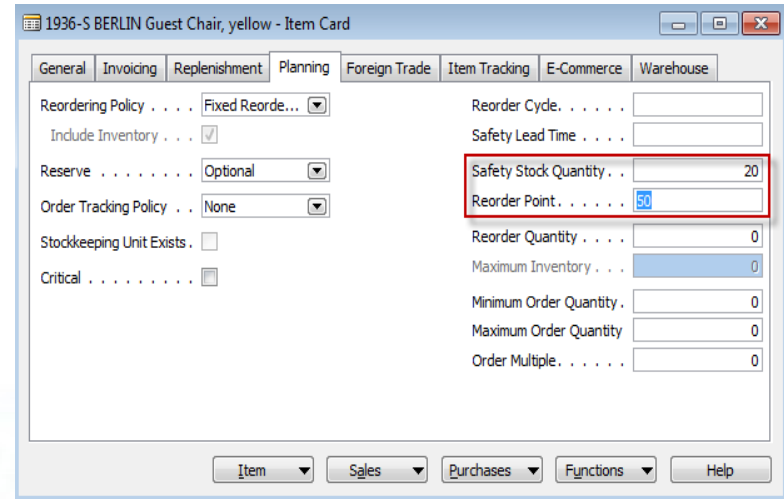 1936-S BERLIN Guest Chair, yellow - Item Card
General Invoicing Replenishment Planning Foreign Trade Item Tracking E-Commerce Warehouse
Reordering Policy . . . . Fixed Reorde...
Include Inventory . . .
Reserve . . . . . . . . Optional
Order Tracking Policy . . None
Stockkeeping Unit Exists .
Critical . . . . . . . . .
Reorder Cycle. . . . . .
Safety Lead Time . . . .
Safety Stock Quantity . . 20
Reorder Point. . . . . . 50
Reorder Quantity . . . . 0
Maximum Inventory . . . 0
Minimum Order Quantity . 0
Maximum Order Quantity 0
Order Multiple. . . . . . 0
Item Sales Purchases Functions Help